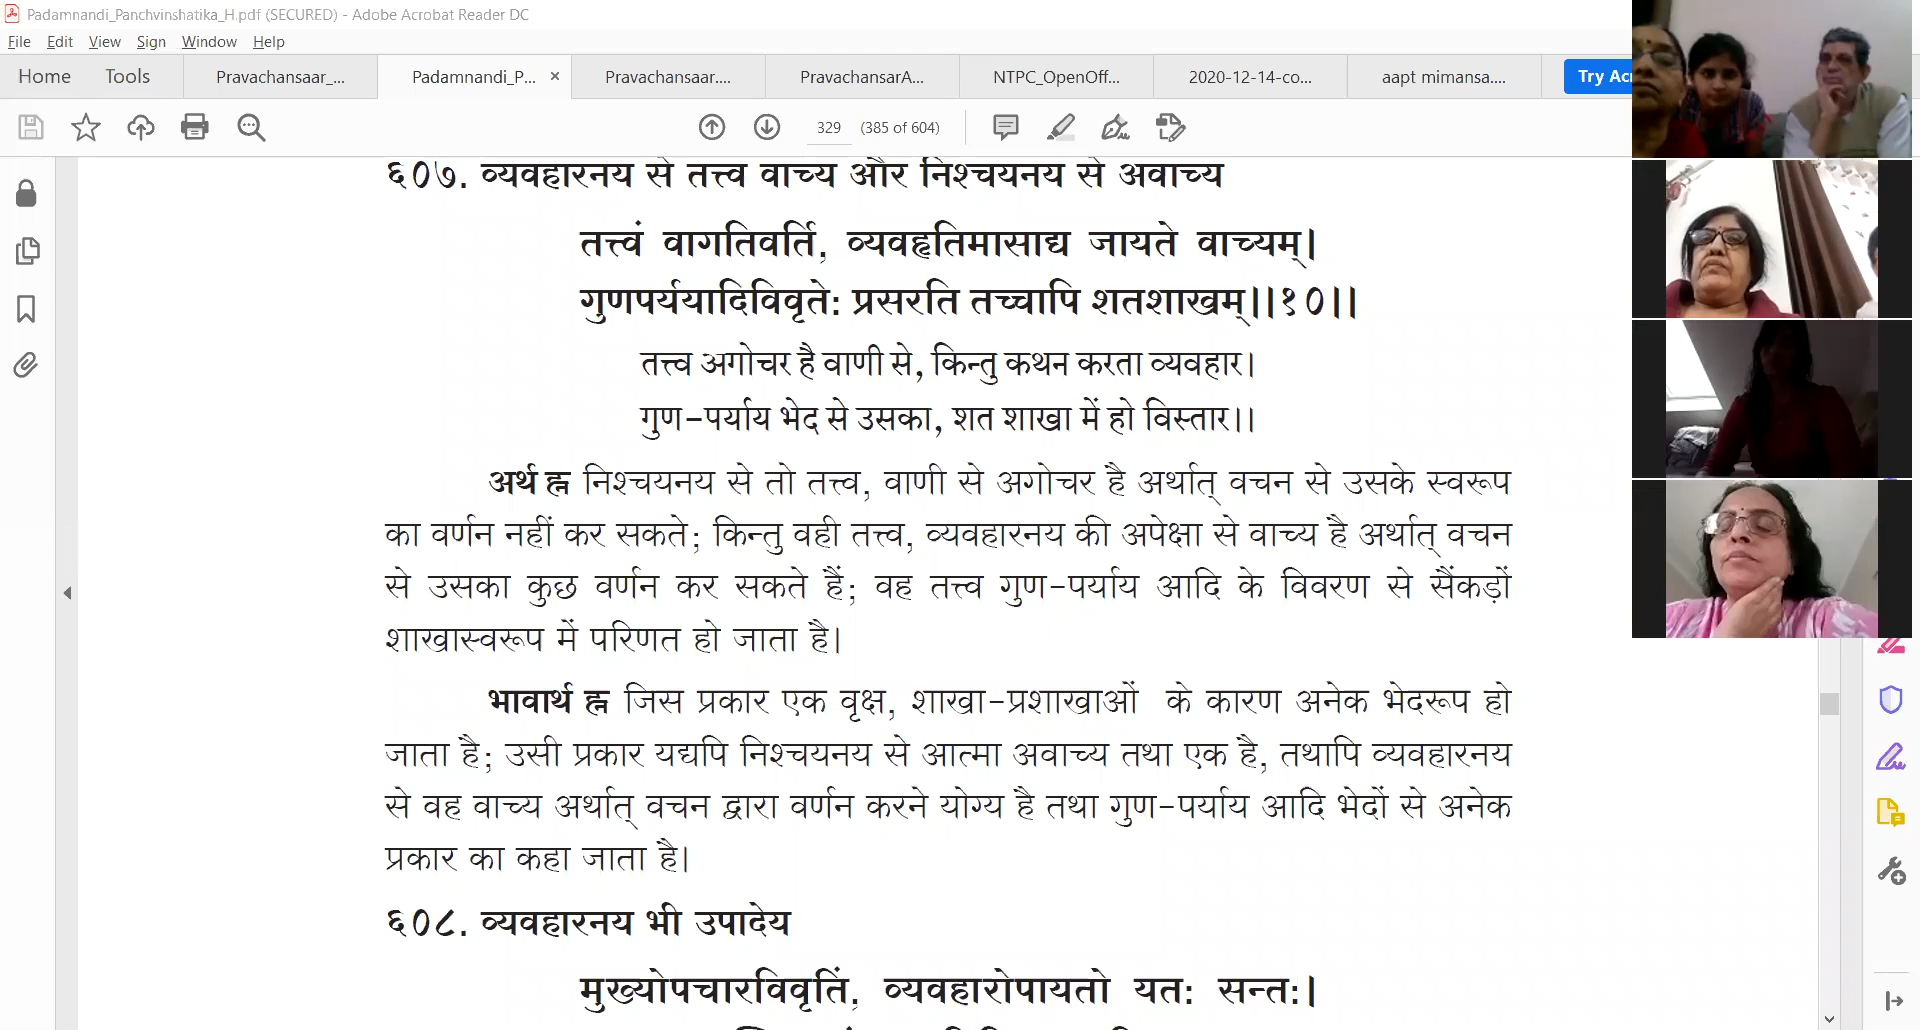 Padamnandi_Panchvinshatika_H.pdf (SECURED) - Adobe Acrobat Reader DC
File Edit View Sign Window Help
Home Tools Pravachansaar_... Padamnandi_P... × Pravachansaar.... PravachansarA... NTPC_OpenOff... 2020-12-14-co... aapt mimansa.... Try
329 (385 of 604)
६०७. व्यवहारनय से तत्त्व वाच्य और निश्चयनय से अवाच्य
तत्त्वं वागतिवर्ति, व्यवहृतिमासाद्य जायते वाच्यम्।
गुणपर्ययादिविवृतेः प्रसरति तच्चापि शतशाखम्।।१०।।
तत्त्व अगोचर है वाणी से, किन्तु कथन करता व्यवहार।
गुण-पर्याय भेद से उसका, शत शाखा में हो विस्तार।।
अर्थ ह्न निश्चयनय से तो तत्त्व, वाणी से अगोचर है अर्थात् वचन से उसके स्वरूप
का वर्णन नहीं कर सकते; किन्तु वही तत्त्व, व्यवहारनय की अपेक्षा से वाच्य है अर्थात् वचन
से उसका कुछ वर्णन कर सकते हैं; वह तत्त्व गुण-पर्याय आदि के विवरण से सैंकड़ों
शाखास्वरूप में परिणत हो जाता है।
भावार्थ ह्न जिस प्रकार एक वृक्ष, शाखा-प्रशाखाओं के कारण अनेक भेदरूप हो
जाता है; उसी प्रकार यद्यपि निश्चयनय से आत्मा अवाच्य तथा एक है, तथापि व्यवहारनय
से वह वाच्य अर्थात् वचन द्वारा वर्णन करने योग्य है तथा गुण-पर्याय आदि भेदों से अनेक
प्रकार का कहा जाता है।
६०८. व्यवहारनय भी उपादेय
मुख्योपचारविवृतिं, व्यवहारोपायतो यतः सन्तः।